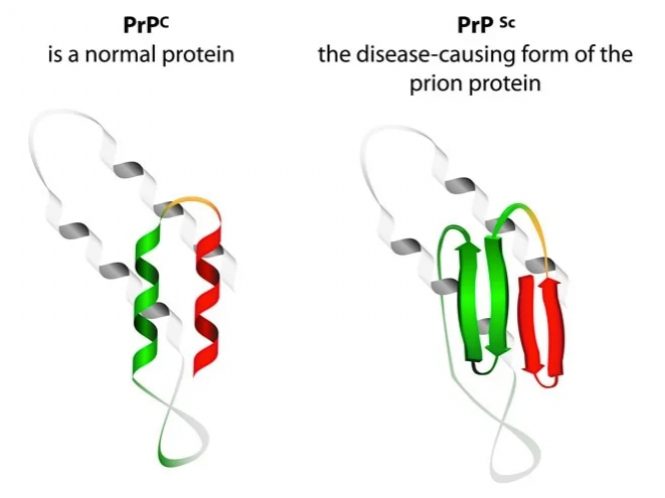 PrPC
is a normal protein
PrP Sc
the disease-causing form of the
prion protein